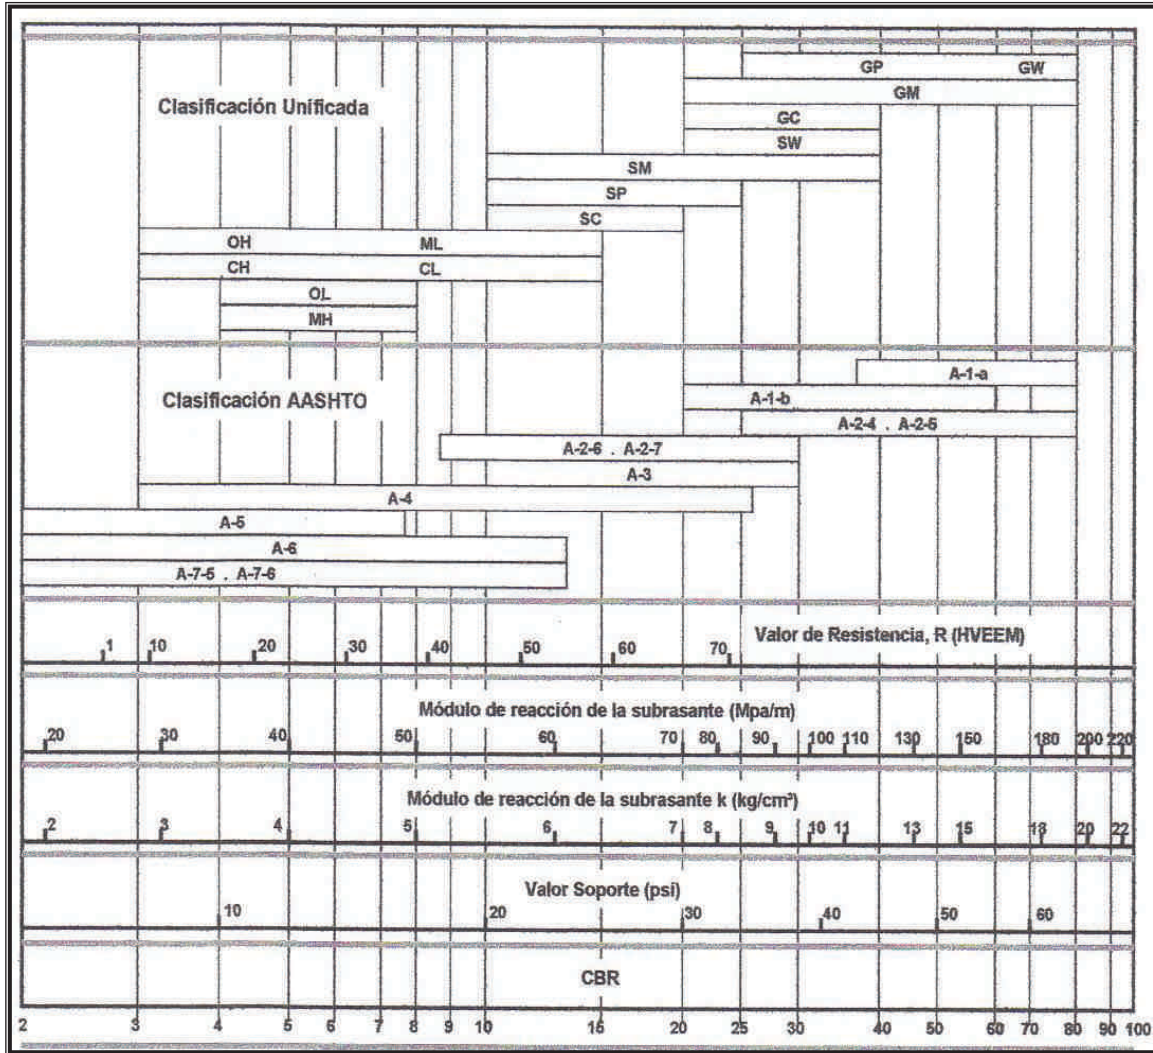 GP GW
GM
Clasificación Unificada
GC
SW
SM
SP
SC
OH ML
CH CL
OL
MH
A-1-a
Clasificación AASHTO
A-1-b
A-2-4 . A-2-5
A-2-6 . A-2-7
A-3
A-4
A-5
A-6
A-7-5 . A-7-6
Valor de Resistencia, R (HVEEM)
1 10 20 30 40 50 60 70
Módulo de reacción de la subrasante (Mpa/m)
20 30 40 50 60 70 80 90 100 110 130 150 180 200 220
Módulo de reacción de la subrasante k (kg/cm³)
2 3 4 5 6 7 8 9 10 11 13 15 18 20 22
Valor Soporte (psi)
10 20 30 40 50 60
CBR
2 3 4 5 6 7 8 9 10 15 20 25 30 40 50 60 70 80 90 100